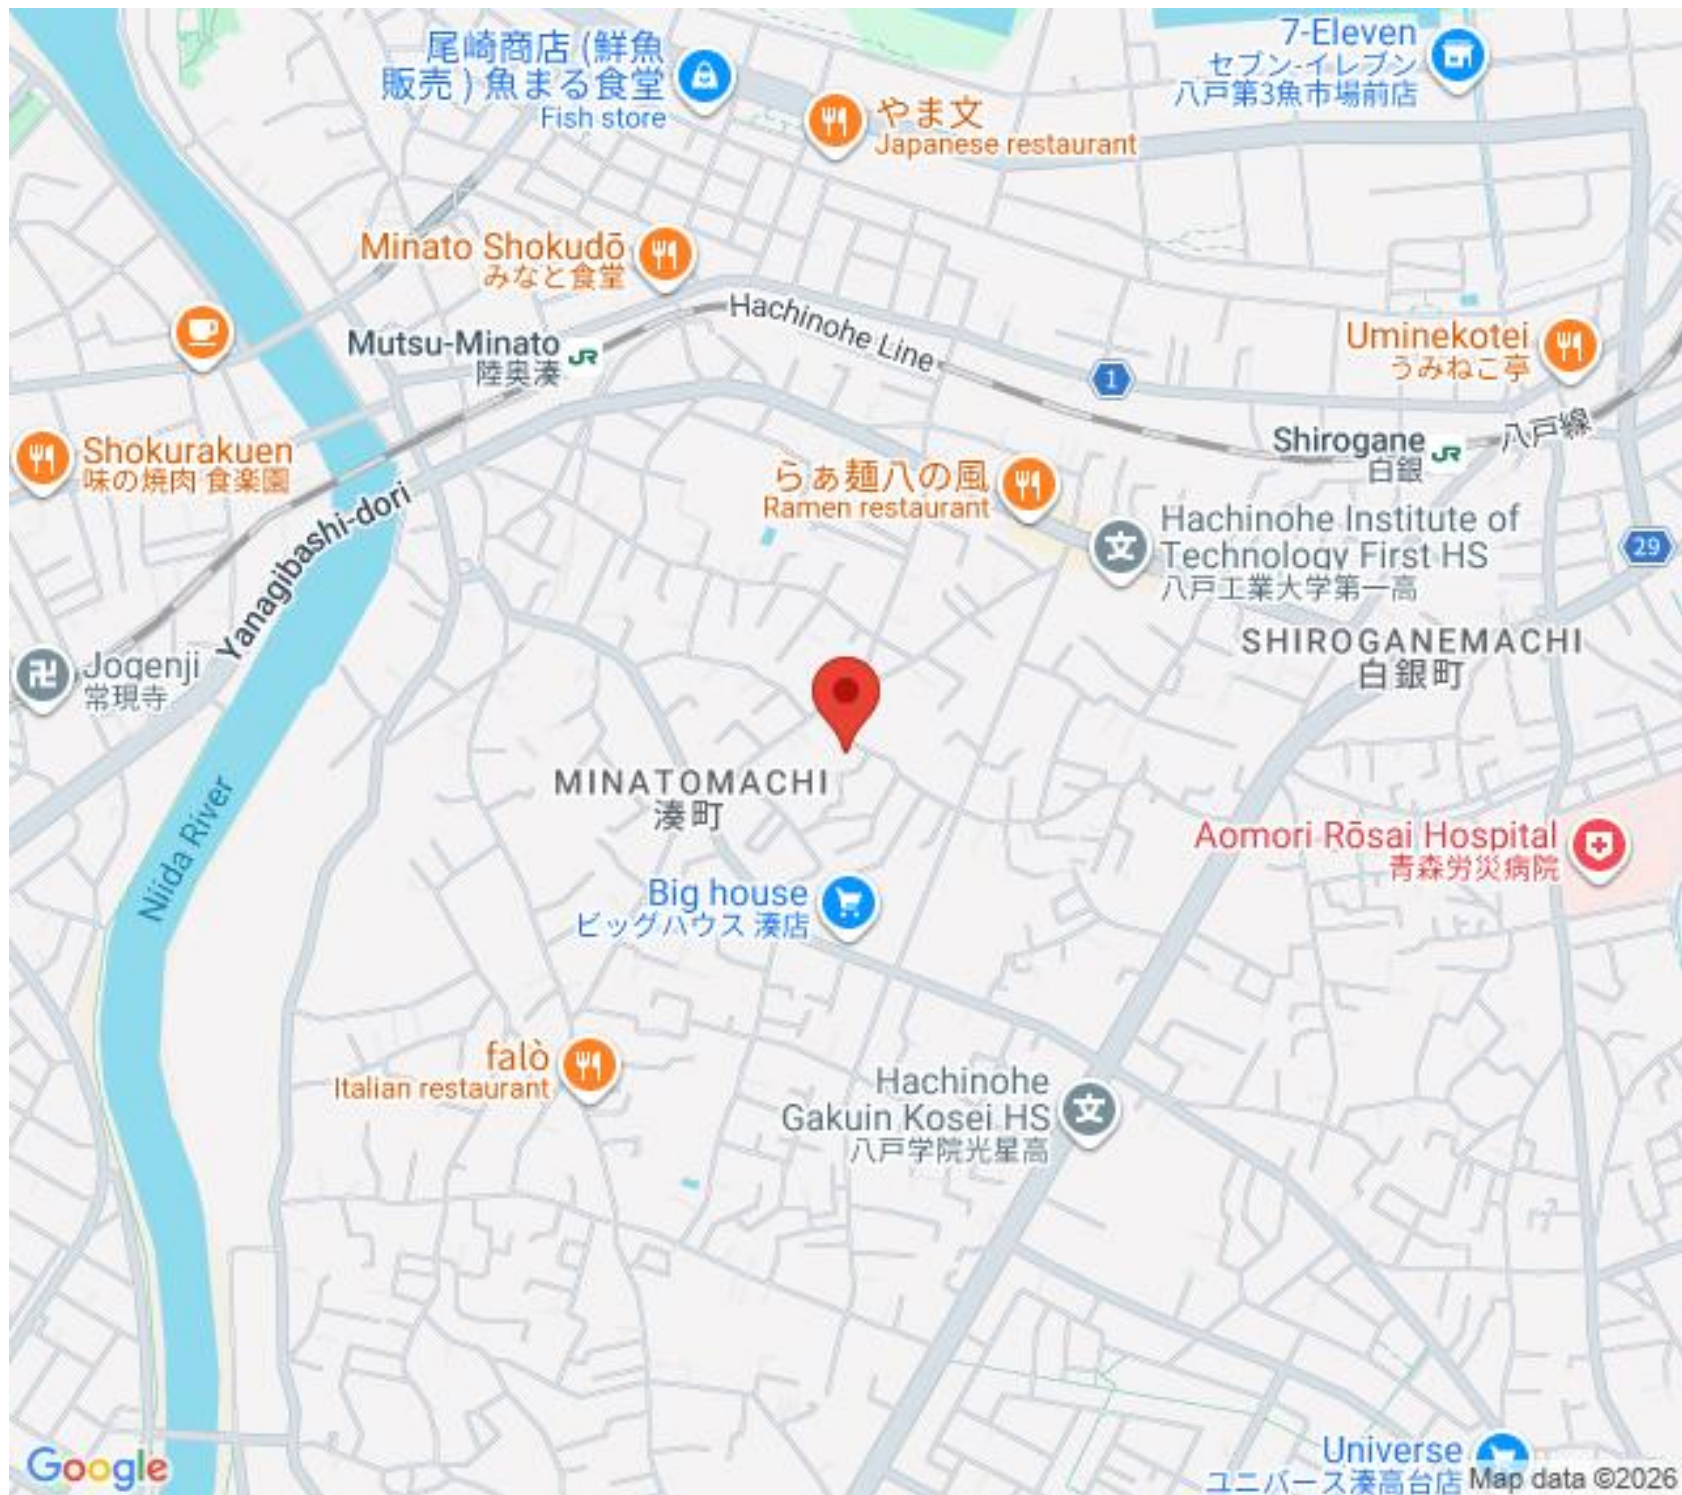 尾崎商店 (鮮魚
販売 ) 魚まる食堂
Fish store
7-Eleven
セブン-イレブン
八戸第3魚市場前店
やま文
Japanese restaurant
Minato Shokudō
みなと食堂
Hachinohe Line
Mutsu-Minato
陸奥湊
JR
1
Uminekotei
うみねこ亭
Shirogane
白銀
JR
八戸線
Shokurakuen
味の焼肉 食楽園
Yanagibashi-dori
らぁ麺八の風
Ramen restaurant
文
Hachinohe Institute of
Technology First HS
八戸工業大学第一高
29
卍
Jogenji
常現寺
SHIROGANEMACHI
白銀町
MINATOMACHI
湊町
Niida River
Aomori Rōsai Hospital
青森労災病院
Big house
ビッグハウス 湊店
falò
Italian restaurant
Hachinohe
Gakuin Kosei HS
八戸学院光星高
文
Universe
ユニバース湊高台店
Google
Map data ©2026